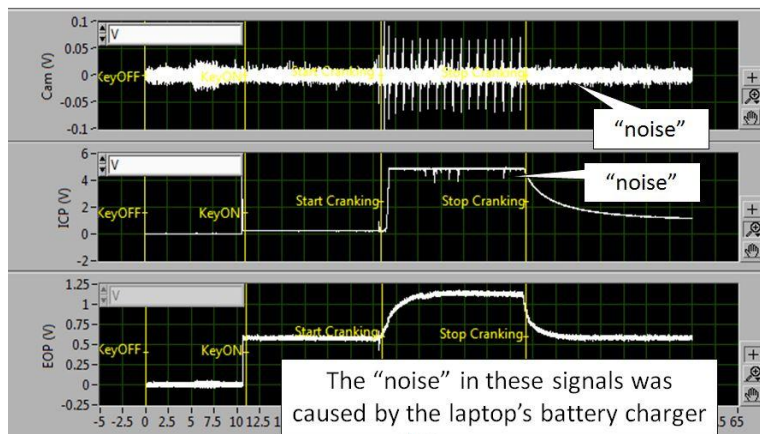 0.1
V
0.05
0
-0.05
-0.1
Cam (V)
KeyOFF
KeyON
Start Cranking
Stop Cranking
“noise”
6
V
4
2
0
-2
ICP (V)
KeyOFF
KeyON
Start Cranking
Stop Cranking
“noise”
1.25
V
1
0.75
0.5
0.25
0
-0.25
EOP (V)
KeyOFF
KeyON
Start Cranking
Stop Cranking
The “noise” in these signals was
caused by the laptop’s battery charger
-5 -2.5 0 2.5 5 7.5 10 12.5 65